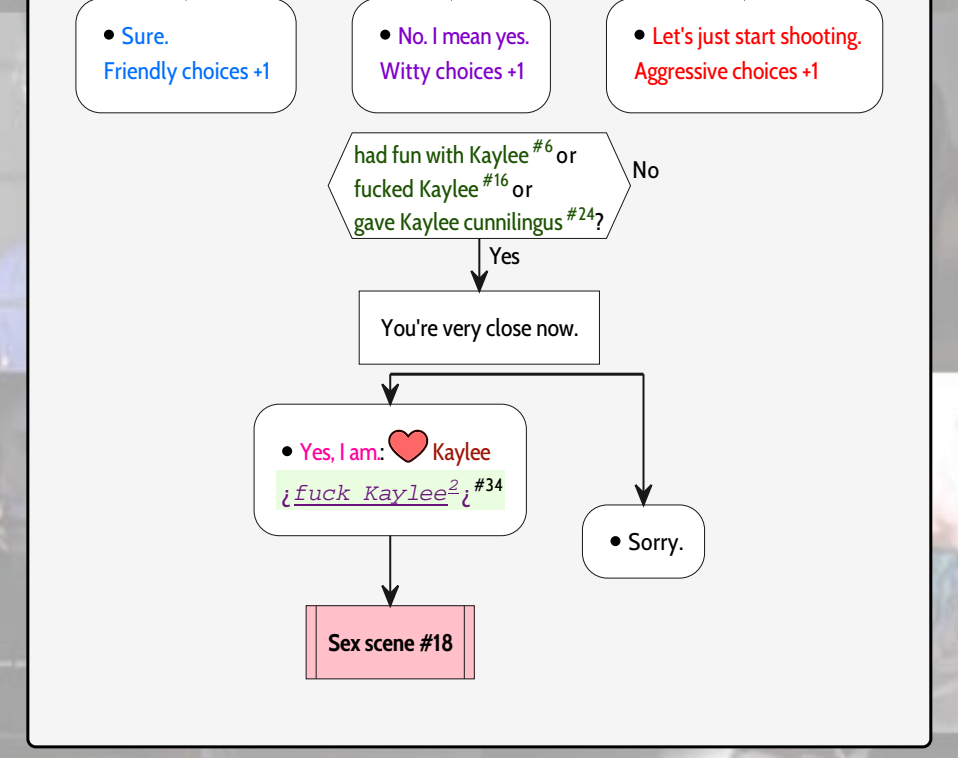 • Sure.
Friendly choices +1
• No. I mean yes.
Witty choices +1
• Let's just start shooting.
Aggressive choices +1
had fun with Kaylee #6 or
fucked Kaylee #16 or
gave Kaylee cunnilingus #24?
No
Yes
You're very close now.
• Yes, I am.: Kaylee
¿fuck Kaylee2¿#34
• Sorry.
Sex scene #18